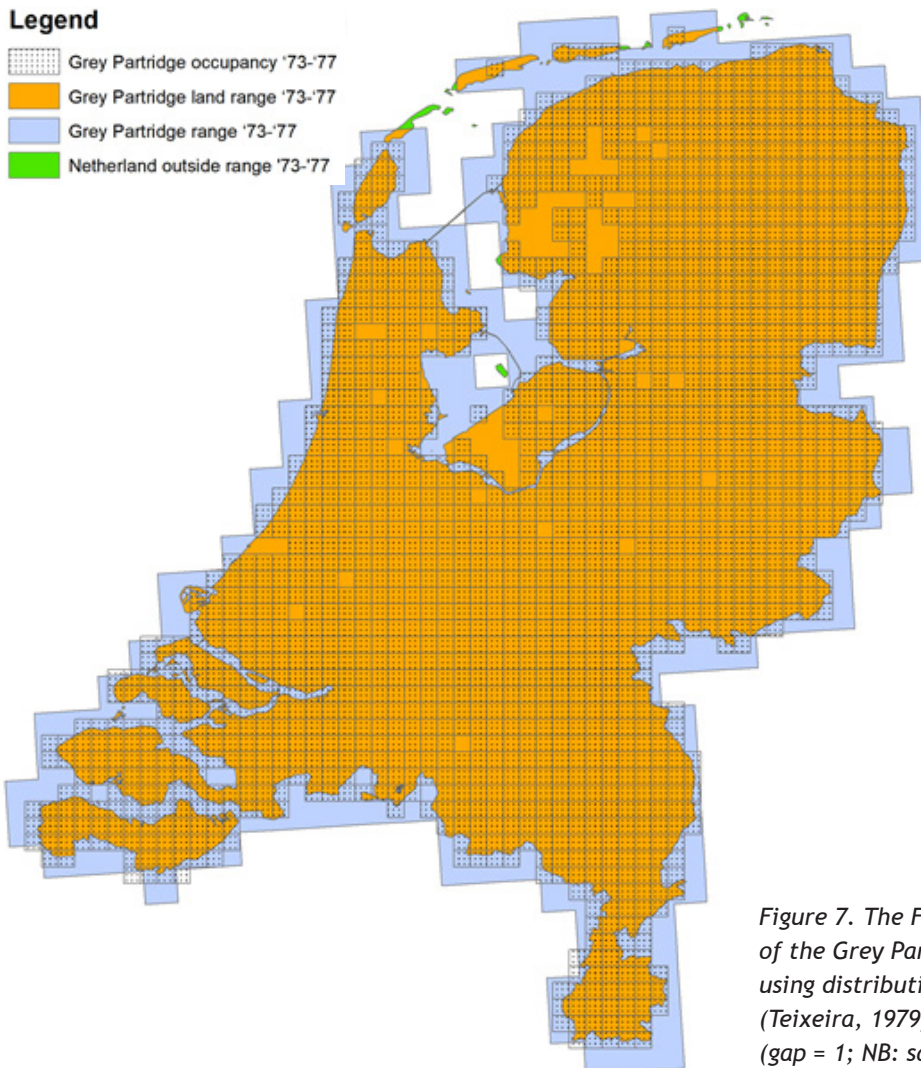 Legend
Grey Partridge occupancy '73-'77
Grey Partridge land range '73-'77
Grey Partridge range '73-'77
Netherland outside range '73-'77
Figure 7. The F
of the Grey Par
using distributi
(Teixeira, 1979
(gap = 1; NB: so